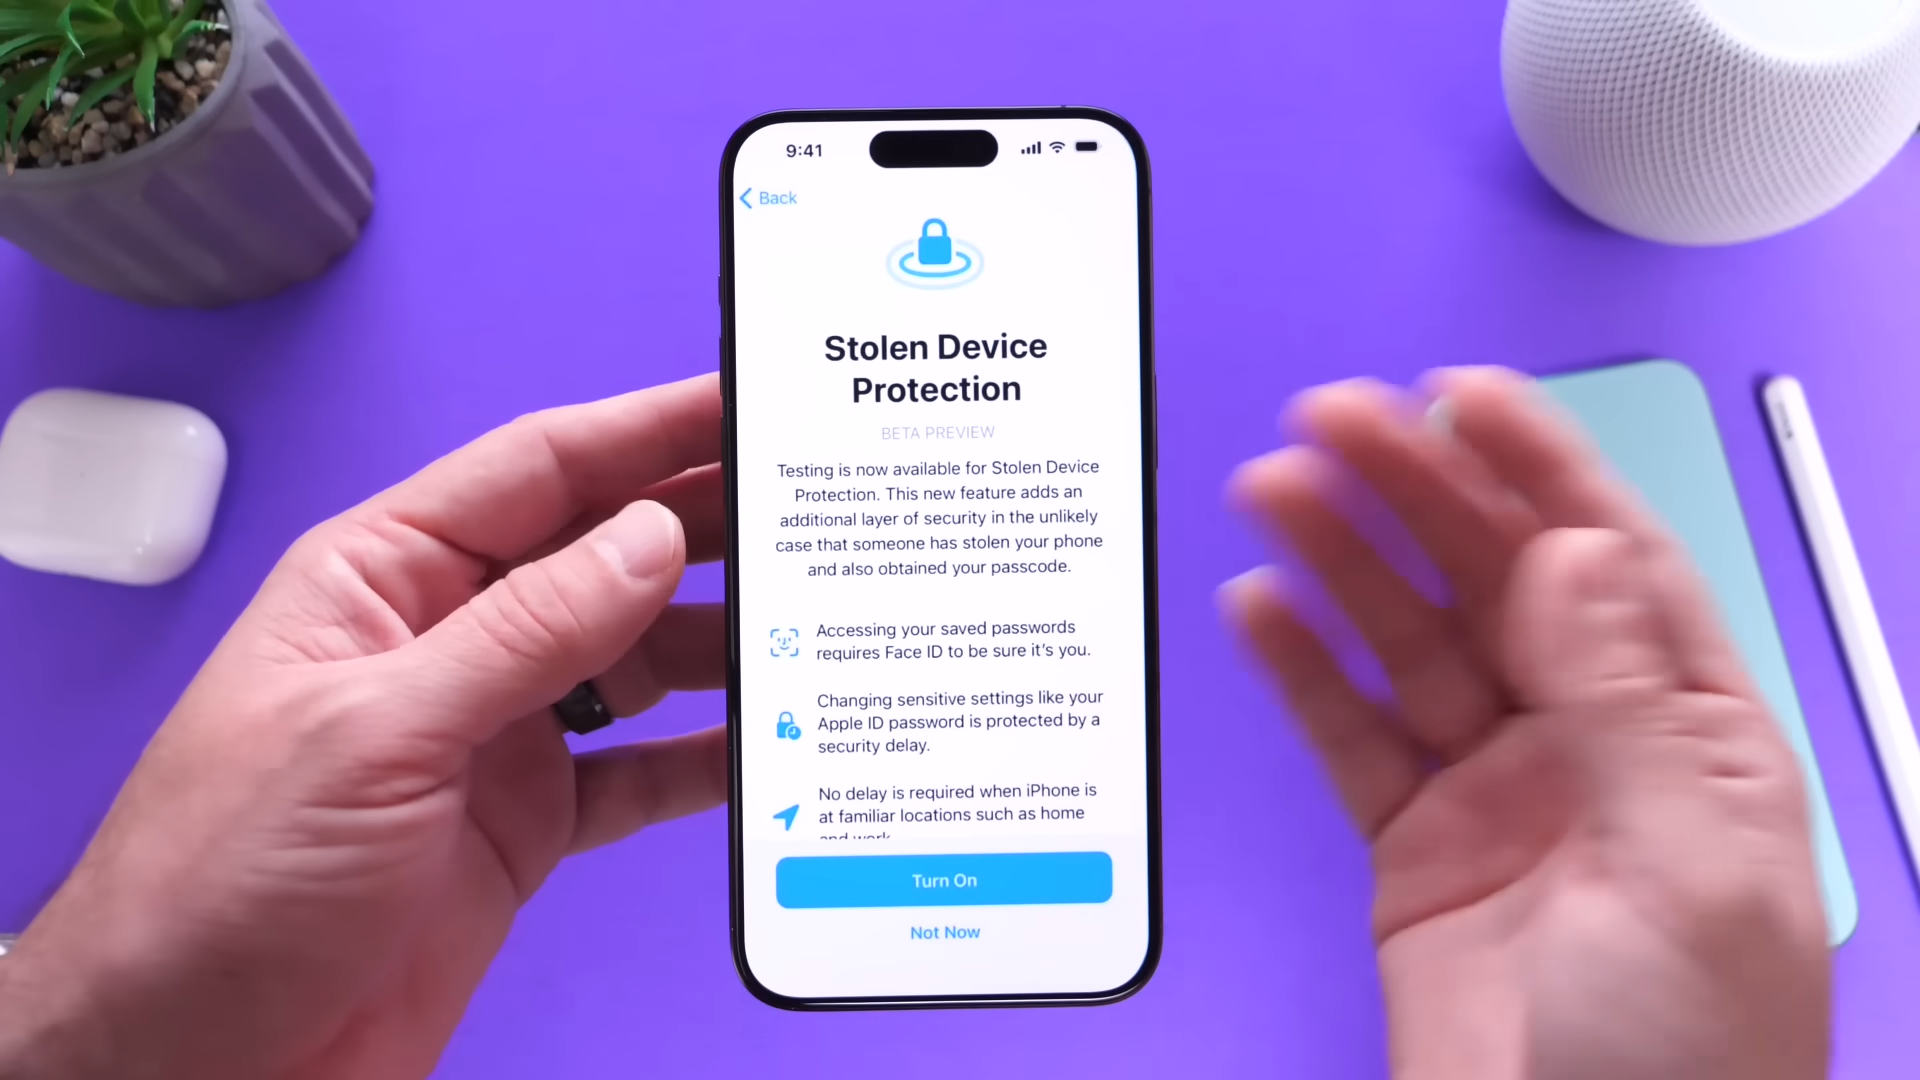 9:41
Back
Stolen Device
Protection
BETA PREVIEW
Testing is now available for Stolen Device
Protection. This new feature adds an
additional layer of security in the unlikely
case that someone has stolen your phone
and also obtained your passcode.
Accessing your saved passwords
requires Face ID to be sure it’s you.
Changing sensitive settings like your
Apple ID password is protected by a
security delay.
No delay is required when iPhone is
at familiar locations such as home
and work
Turn On
Not Now